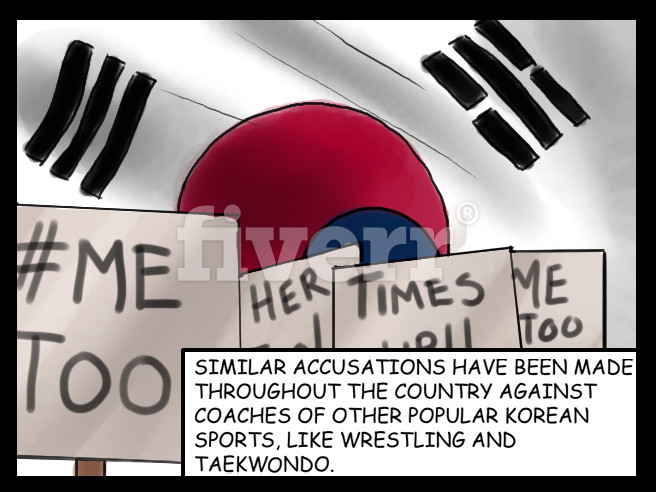 #ME
TOO
HER
TIMES
ME
TOO
fiverr®
SIMILAR ACCUSATIONS HAVE BEEN MADE
THROUGHOUT THE COUNTRY AGAINST
COACHES OF OTHER POPULAR KOREAN
SPORTS, LIKE WRESTLING AND
TAEKWONDO.